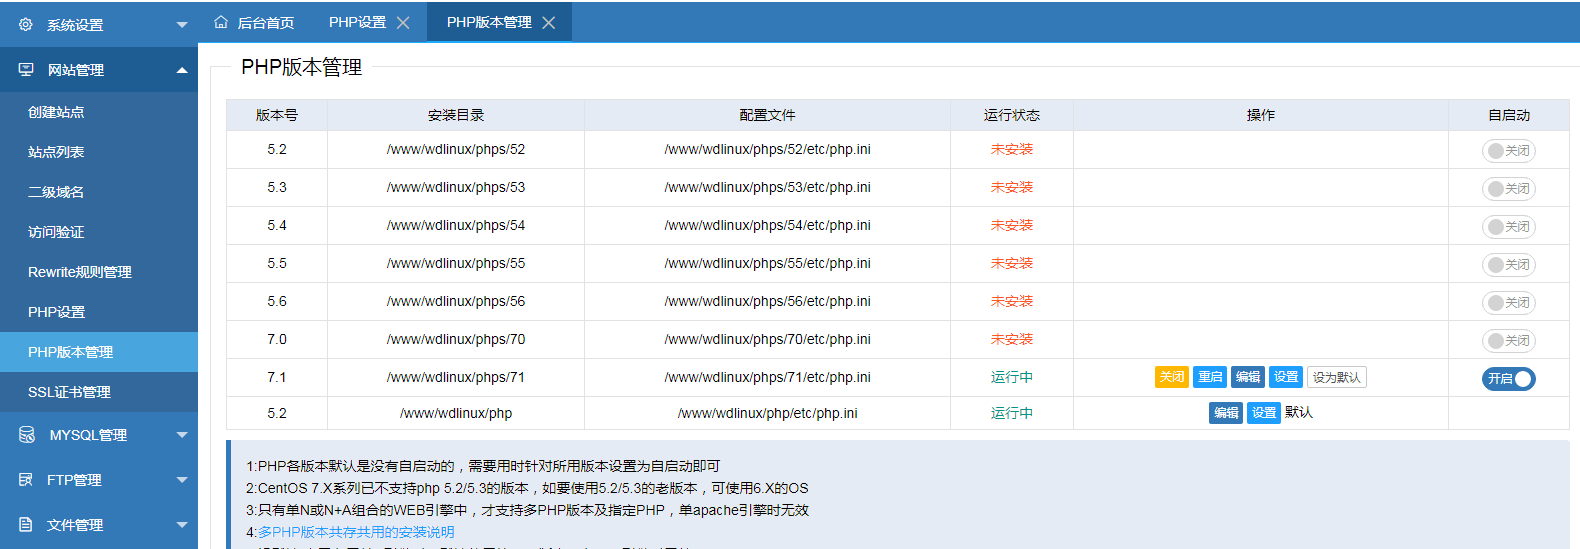 系统设置
后台首页 PHP设置 PHP版本管理
网站管理
创建站点
站点列表
二级域名
访问验证
Rewrite规则管理
PHP设置
PHP版本管理
SSL证书管理
MYSQL管理
FTP管理
文件管理
PHP版本管理
版本号 安装目录 配置文件 运行状态 操作 自启动
5.2 /www/wdlinux/phps/52 /www/wdlinux/phps/52/etc/php.ini 未安装 关闭
5.3 /www/wdlinux/phps/53 /www/wdlinux/phps/53/etc/php.ini 未安装 关闭
5.4 /www/wdlinux/phps/54 /www/wdlinux/phps/54/etc/php.ini 未安装 关闭
5.5 /www/wdlinux/phps/55 /www/wdlinux/phps/55/etc/php.ini 未安装 关闭
5.6 /www/wdlinux/phps/56 /www/wdlinux/phps/56/etc/php.ini 未安装 关闭
7.0 /www/wdlinux/phps/70 /www/wdlinux/phps/70/etc/php.ini 未安装 关闭
7.1 /www/wdlinux/phps/71 /www/wdlinux/phps/71/etc/php.ini 运行中 关闭 重启 编辑 设置 设为默认 开启
5.2 /www/wdlinux/php /www/wdlinux/php/etc/php.ini 运行中 编辑 设置 默认
1:PHP各版本默认是没有自启动的，需要用时针对所用版本设置为自启动即可
2:CentOS 7.X系列已不支持php 5.2/5.3的版本，如要使用5.2/5.3的老版本，可使用6.X的OS
3:只有单N或N+A组合的WEB引擎中，才支持多PHP版本及指定PHP，单apache引擎时无效
4:多PHP版本共存共用的安装说明